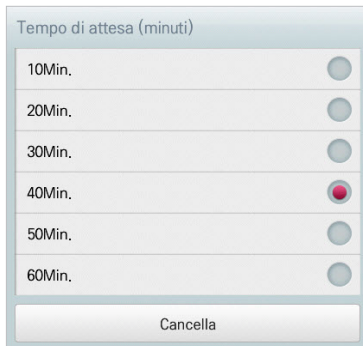 Tempo di attesa (minuti)
10Min.
20Min.
30Min.
40Min.
50Min.
60Min.
Cancella